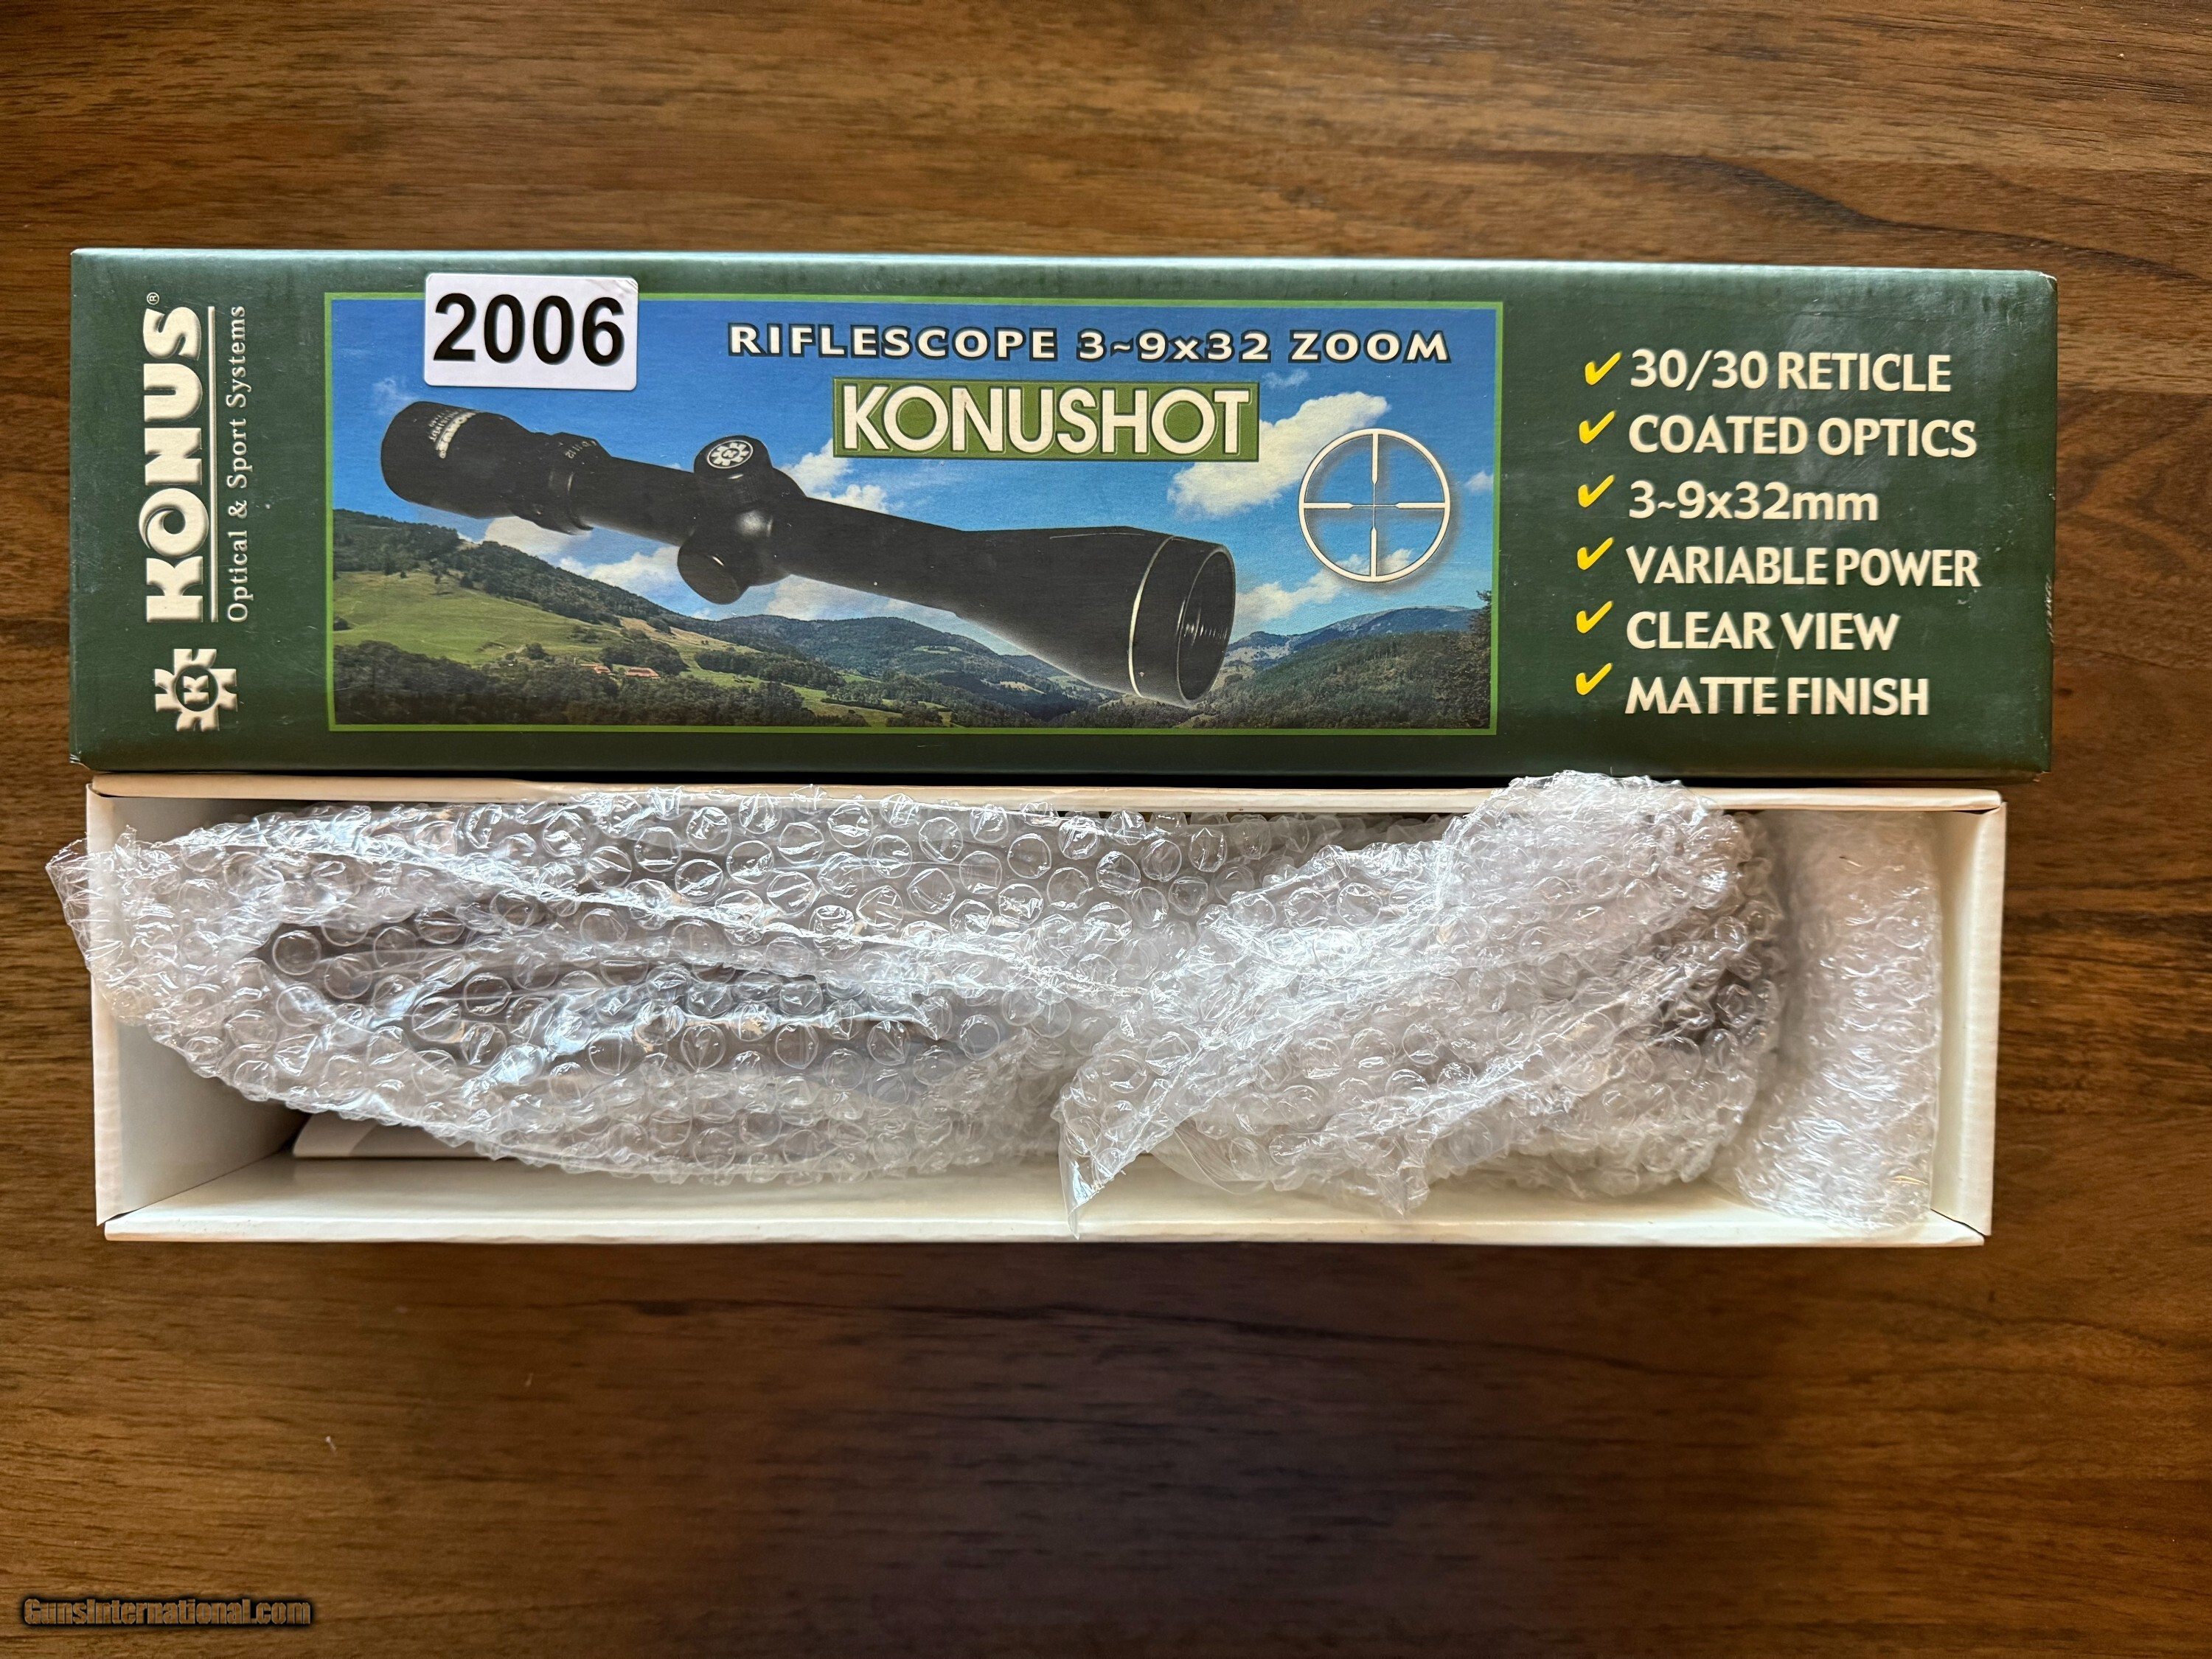 KONUS®
Optical & Sport Systems
K
2006
RIFLESCOPE 3~9x32 ZOOM
KONUSHOT
✔ 30/30 RETICLE
✔ COATED OPTICS
✔ 3~9x32mm
✔ VARIABLE POWER
✔ CLEAR VIEW
✔ MATTE FINISH
GunsInternational.com